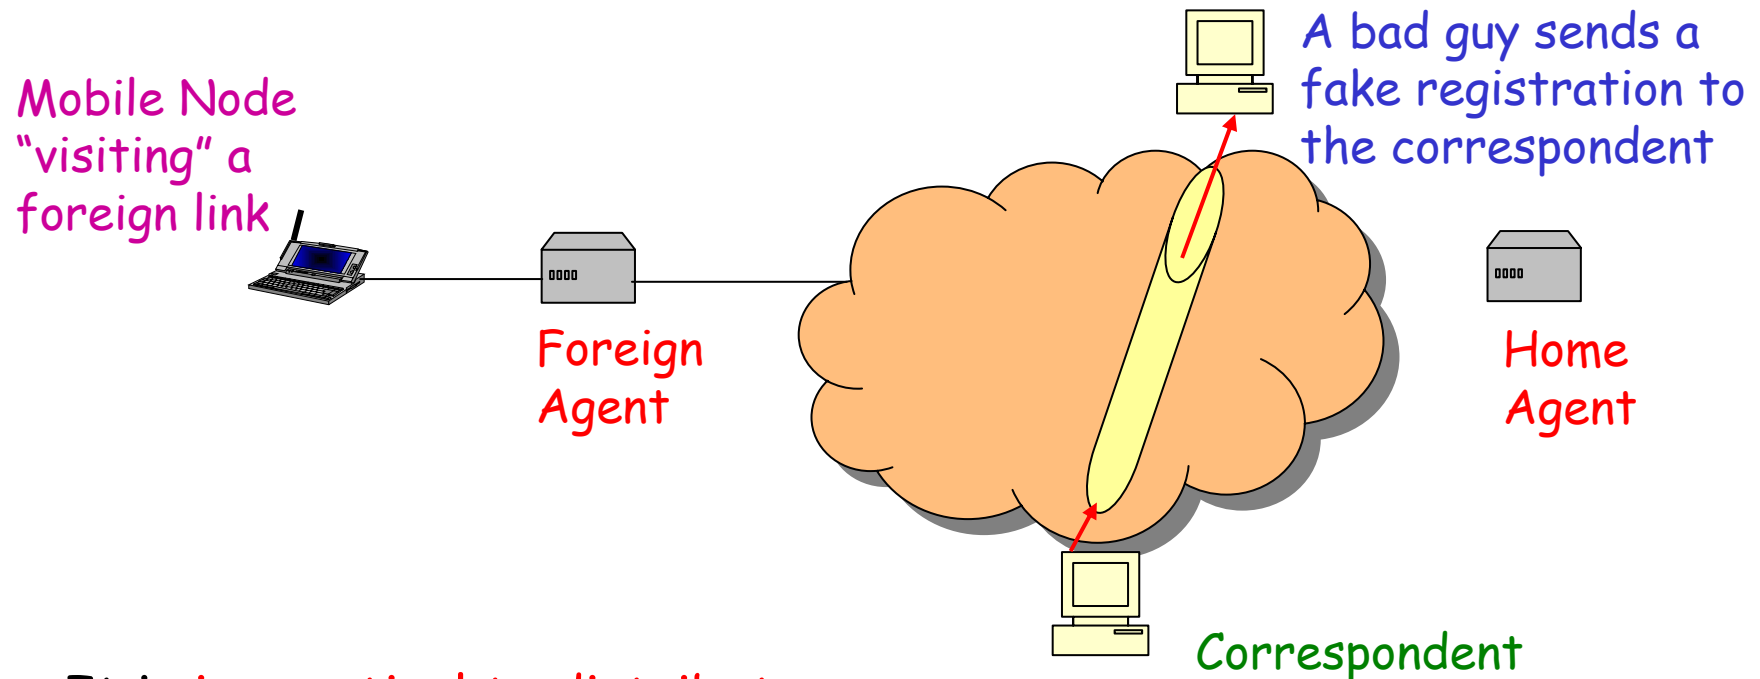 Mobile Node
“visiting” a
foreign link
A bad guy sends a
fake registration to
the correspondent
Foreign
Agent
Home
Agent
Correspondent